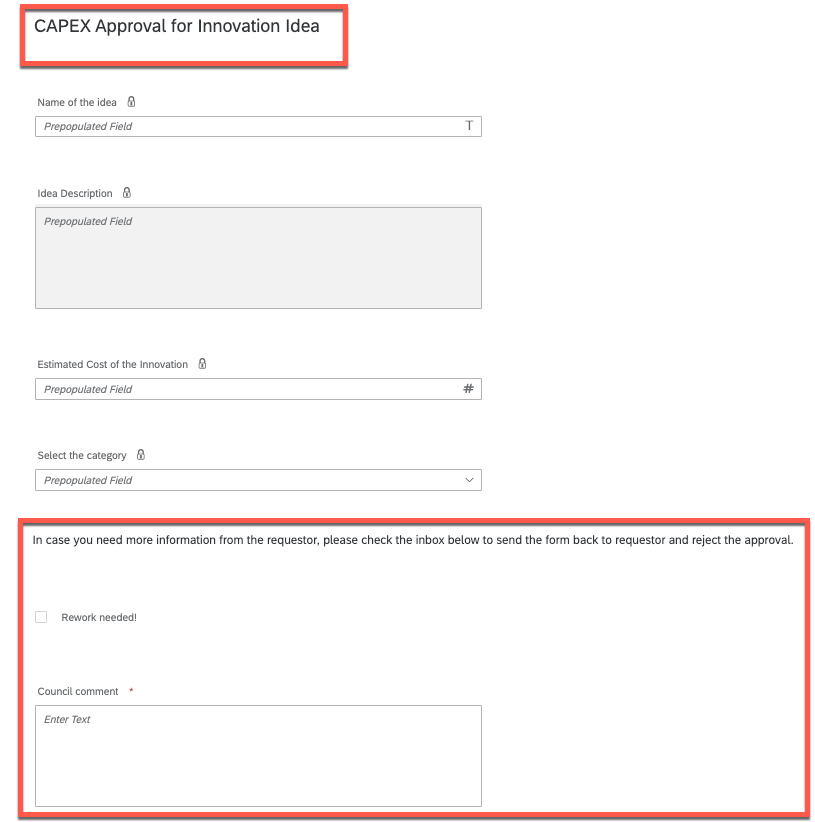 CAPEX Approval for Innovation Idea
Name of the idea
Prepopulated Field T
Idea Description
Prepopulated Field
Estimated Cost of the Innovation
Prepopulated Field #
Select the category
Prepopulated Field
In case you need more information from the requestor, please check the inbox below to send the form back to requestor and reject the approval.
Rework needed!
Council comment *
Enter Text